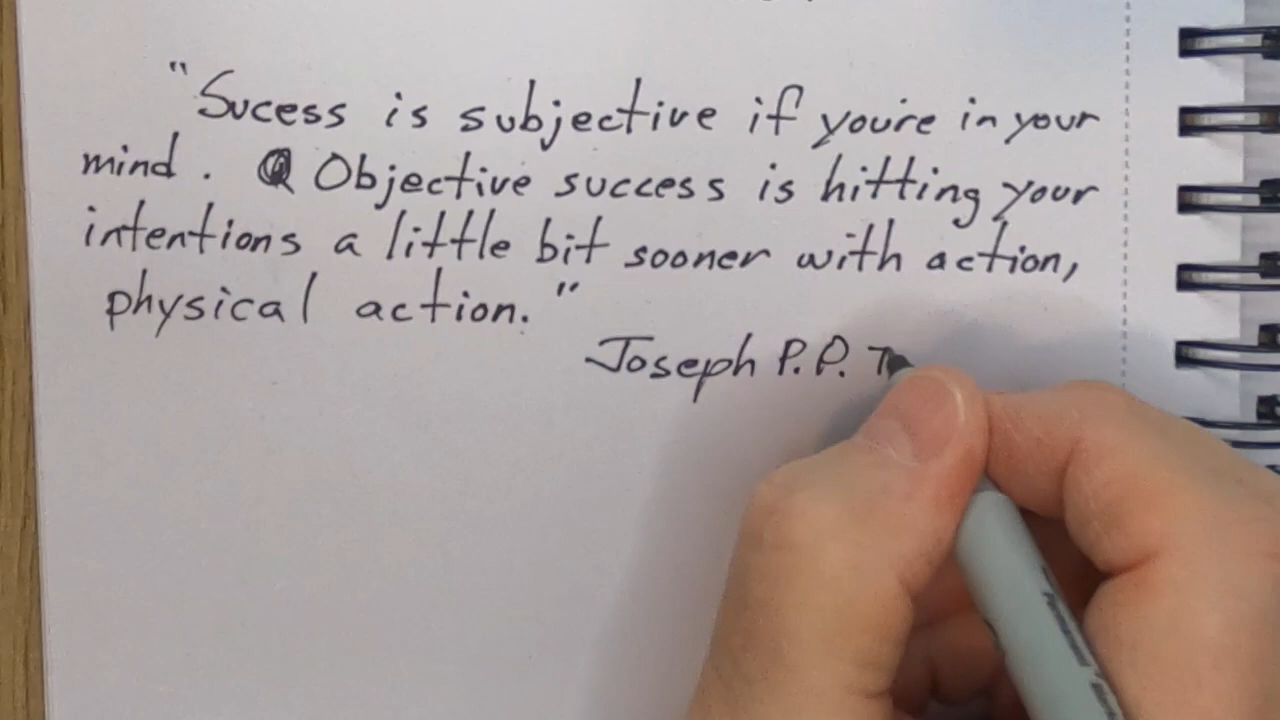 "Sucess is subjective if you're in your
mind. Objective success is hitting your
intentions a little bit sooner with action,
physical action."
Joseph P.P. T